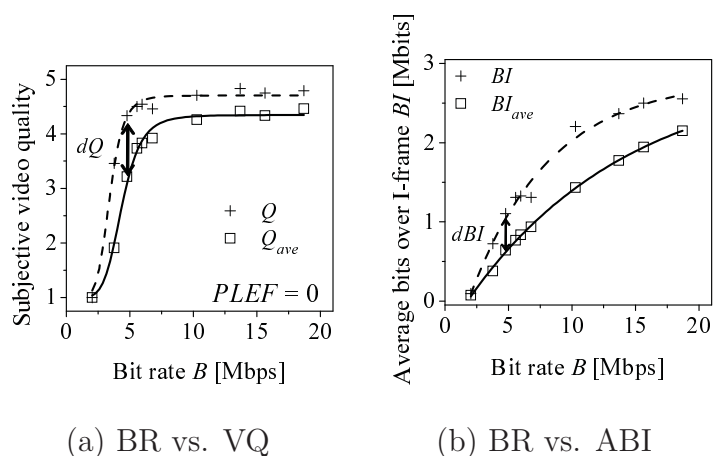 Subjective video quality
5
4
3
2
1
dQ
Q
Q_ave
PLEF = 0
0 5 10 15 20
Bit rate B [Mbps]
(a) BR vs. VQ
Average bits over I-frame BI [Mbits]
3
2
1
0
BI
BI_ave
dBI
0 5 10 15 20
Bit rate B [Mbps]
(b) BR vs. ABI